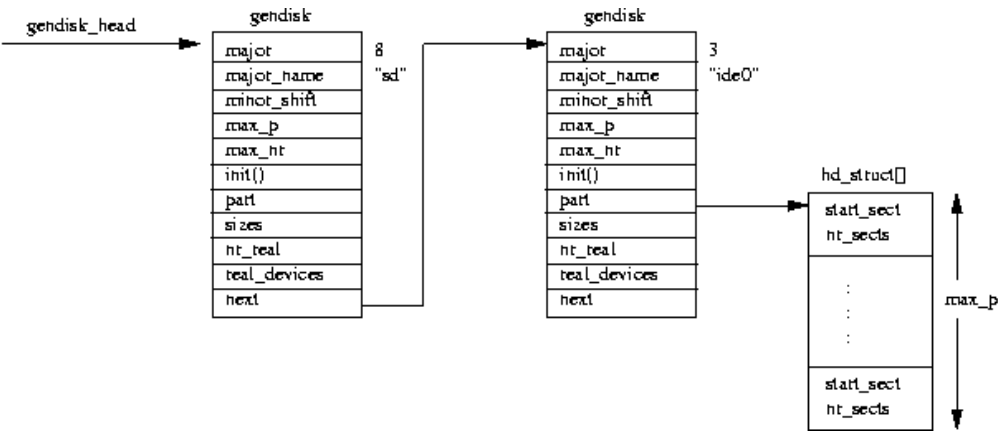 gendisk_head
gendisk
major
major_name
minor_shift
max_p
max_nr
init()
part
sizes
nr_real
real_devices
next
8
"sd"
gendisk
major
major_name
minor_shift
max_p
max_nr
init()
part
sizes
nr_real
real_devices
next
3
"ide0"
hd_struct[]
start_sect
nr_sects
:
:
:
start_sect
nr_sects
max_p